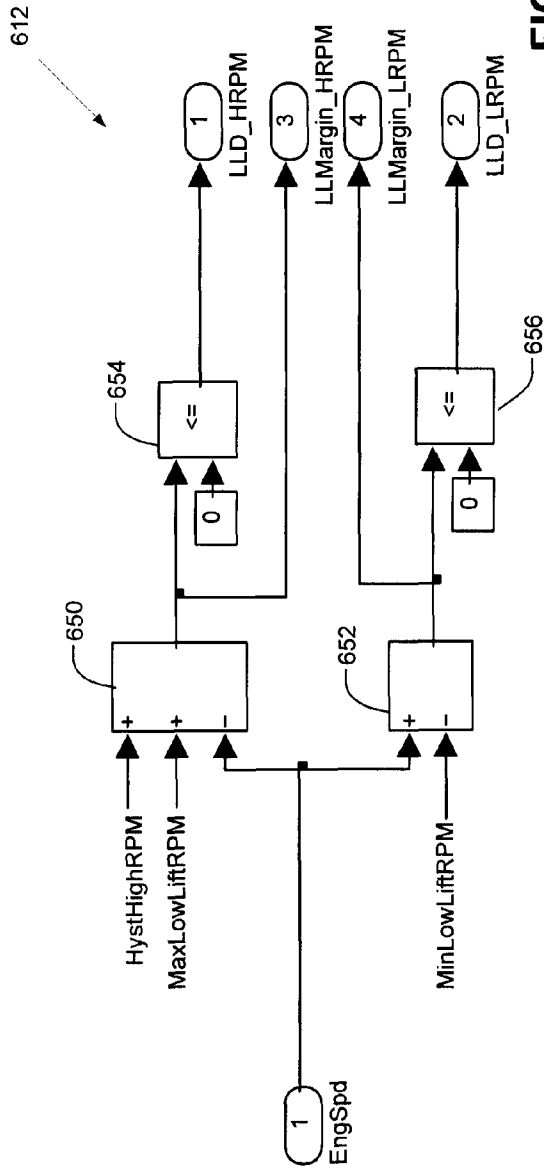 612
1
LLD_HRPM
3
LLMargin_HRPM
4
LLMargin_LRPM
2
LLD_LRPM
654
<=
0
656
<=
0
650
+
+
-
652
+
-
HystHighRPM
MaxLowLiftRPM
MinLowLiftRPM
1
EngSpd